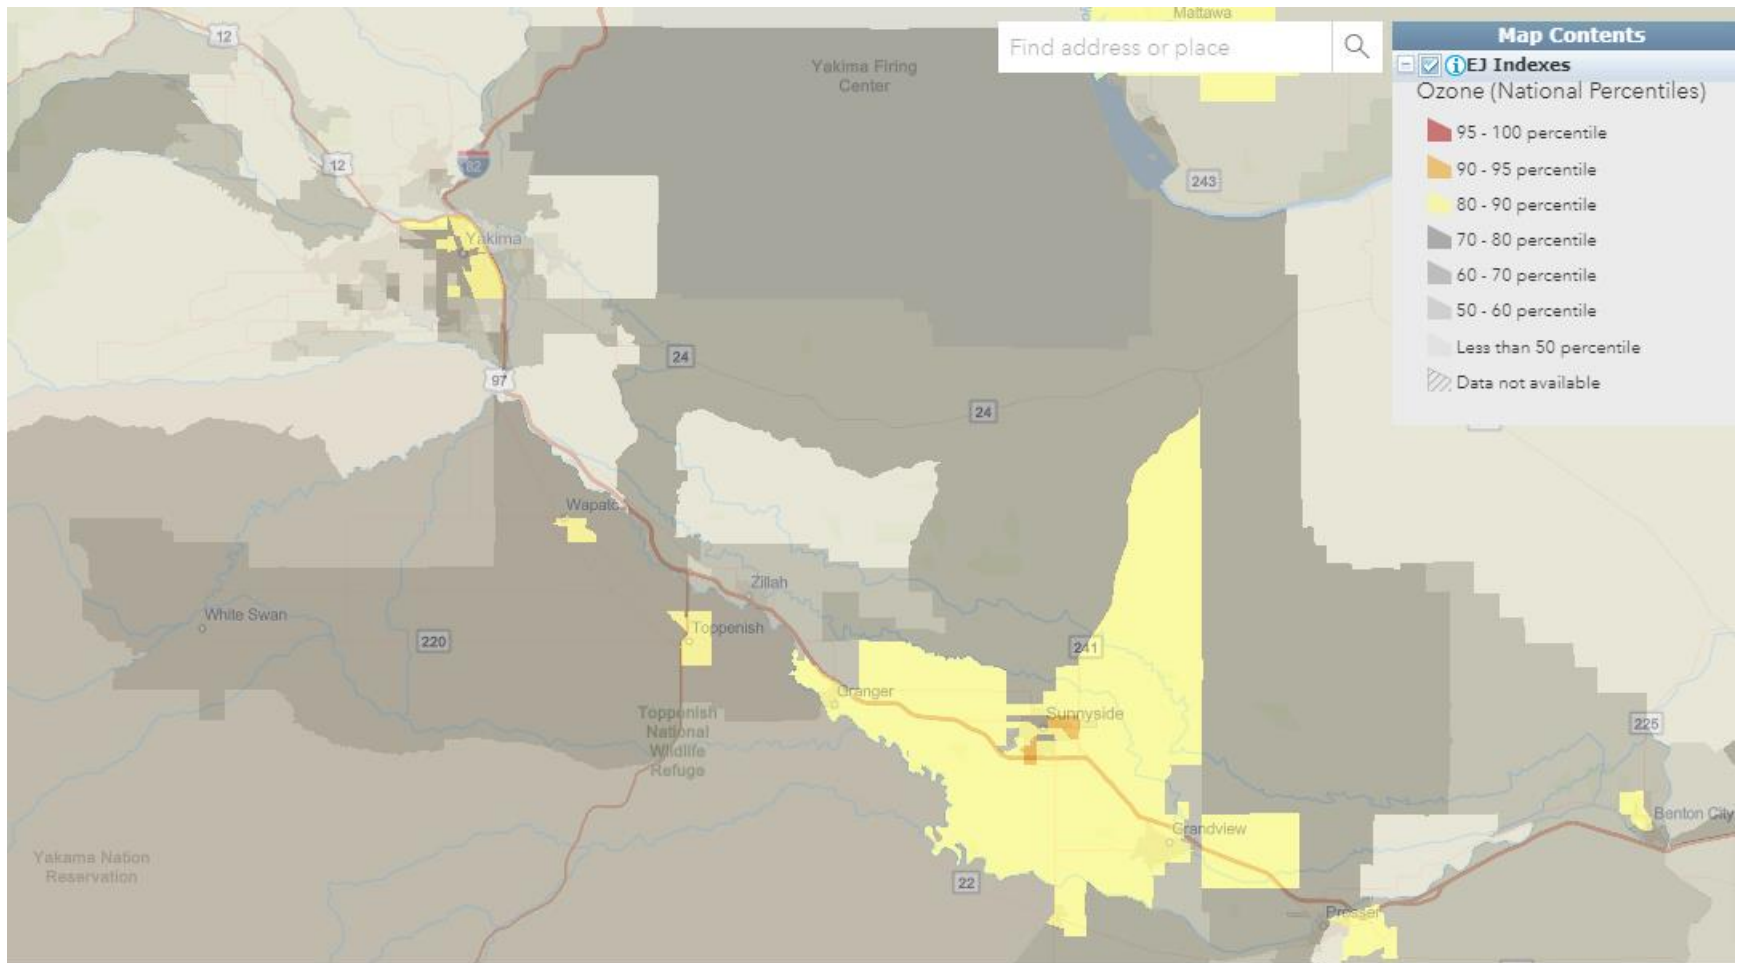 Mattawa
12
Find address or place
Map Contents
EJ Indexes
Ozone (National Percentiles)
95 - 100 percentile
90 - 95 percentile
80 - 90 percentile
70 - 80 percentile
60 - 70 percentile
50 - 60 percentile
Less than 50 percentile
Data not available
Yakima Firing
Center
12
82
243
Yakima
24
97
24
Wapato
Zillah
White Swan
Toppenish
220
241
Granger
Toppenish
National
Wildlife
Refuge
Sunnyside
225
Benton City
Grandview
Yakama Nation
Reservation
22
Prosser